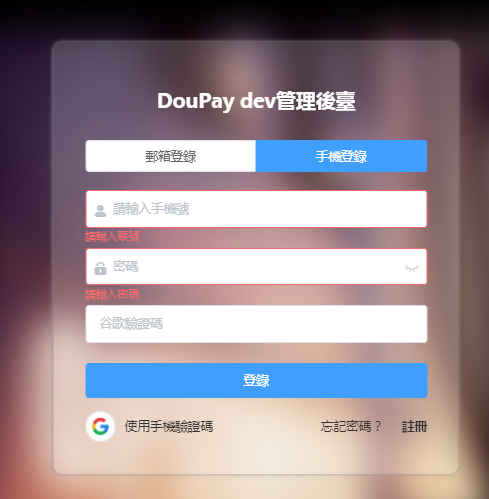 DouPay dev管理後臺
郵箱登錄 手機登錄
請輸入手機號
請輸入賬號
密碼
請輸入密碼
谷歌驗證碼
登錄
使用手機驗證碼 忘記密碼？ 註冊